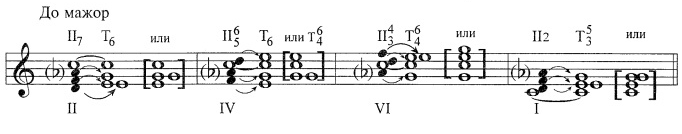 До мажор
II7 T6 или II6/5 T6 или T6/4 II4/3 T6/4 или II2 T5/3 или
II IV VI I